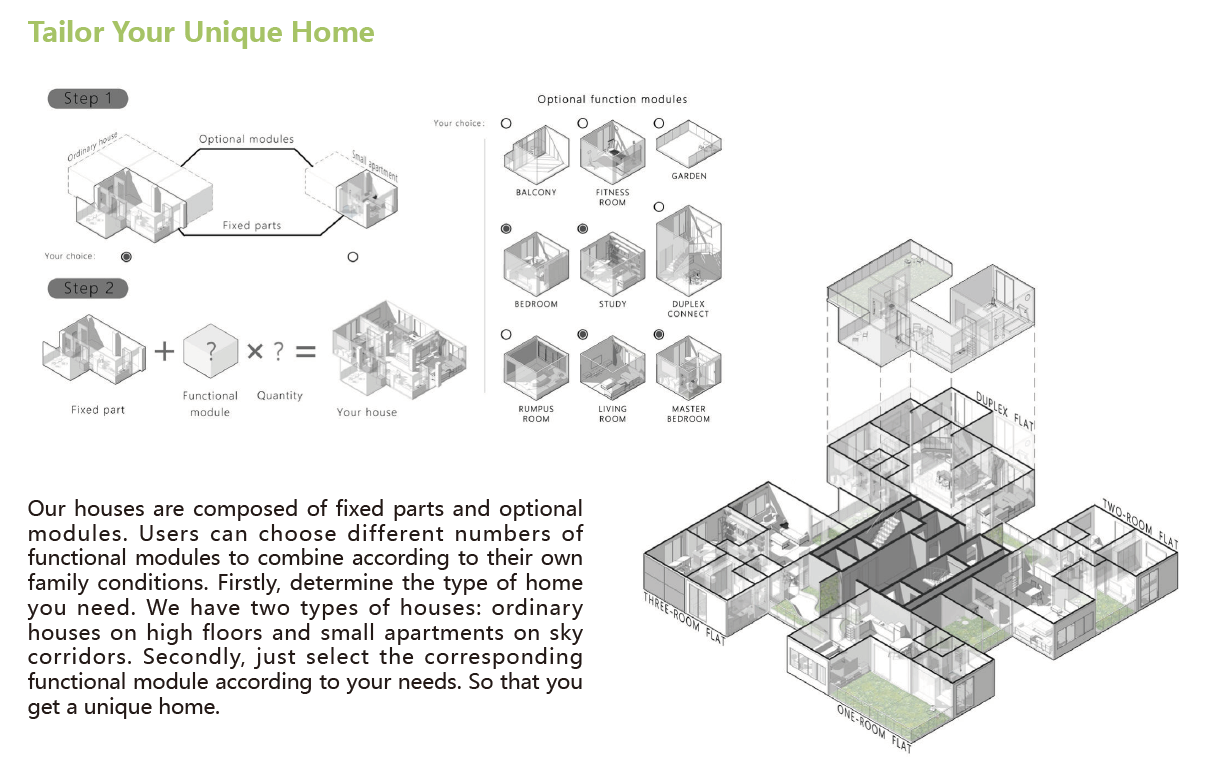 Tailor Your Unique Home
Step 1
Ordinary house
Optional modules
Small apartment
Fixed parts
Your choice:
Step 2
+
?
× ? =
Fixed part
Functional
module
Quantity
Your house
Optional function modules
Your choice:
BALCONY
FITNESS
ROOM
GARDEN
BEDROOM
STUDY
DUPLEX
CONNECT
RUMPUS
ROOM
LIVING
ROOM
MASTER
BEDROOM
Our houses are composed of fixed parts and optional
modules. Users can choose different numbers of
functional modules to combine according to their own
family conditions. Firstly, determine the type of home
you need. We have two types of houses: ordinary
houses on high floors and small apartments on sky
corridors. Secondly, just select the corresponding
functional module according to your needs. So that you
get a unique home.
DUPLEX FLAT
TWO-ROOM FLAT
THREE-ROOM FLAT
ONE-ROOM FLAT